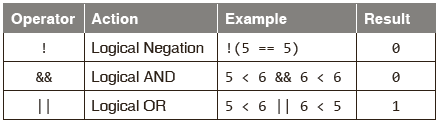 Operator Action Example Result
! Logical Negation !(5 == 5) 0
&& Logical AND 5 < 6 && 6 < 6 0
|| Logical OR 5 < 6 || 6 < 5 1